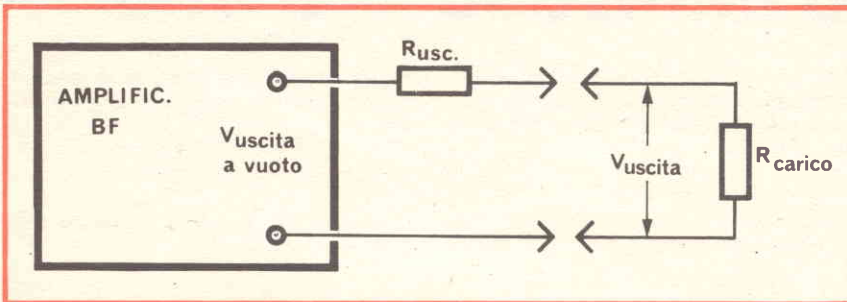 AMPLIFIC.
BF
Vuscita
a vuoto
Rusc.
Vuscita
Rcarico